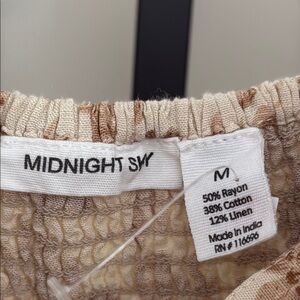 MIDNIGHT SKY
M
50% Rayon
38% Cotton
12% Linen
Made in India
RN # 116696